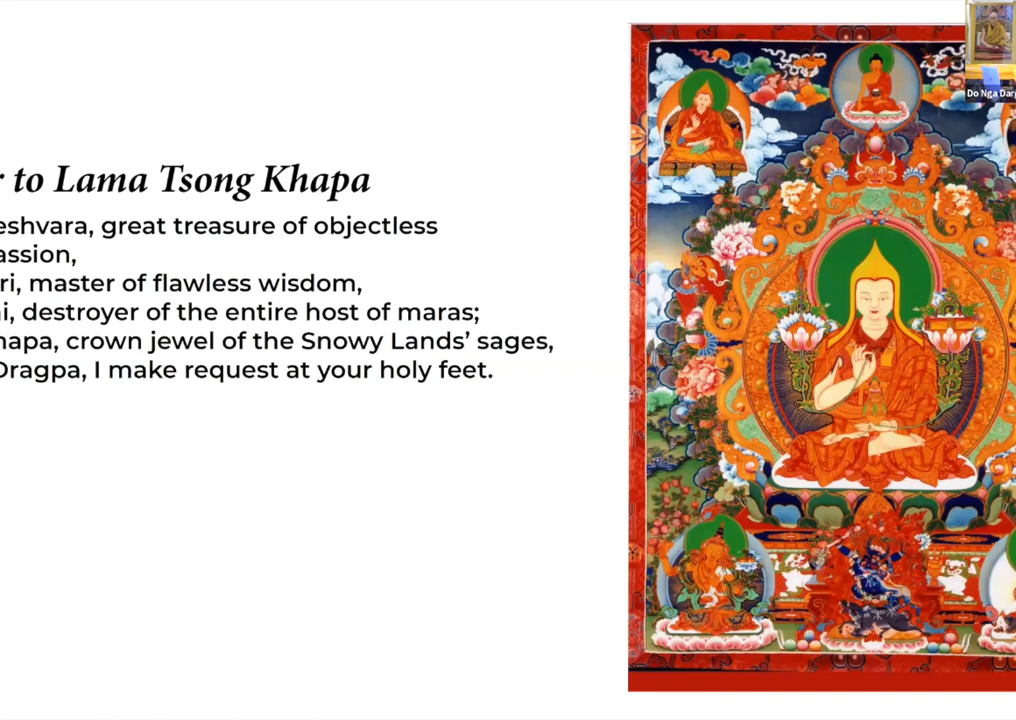 r to Lama Tsong Khapa
eshvara, great treasure of objectless
assion,
ri, master of flawless wisdom,
i, destroyer of the entire host of maras;
hapa, crown jewel of the Snowy Lands’ sages,
Dragpa, I make request at your holy feet.
Do Nga Darg